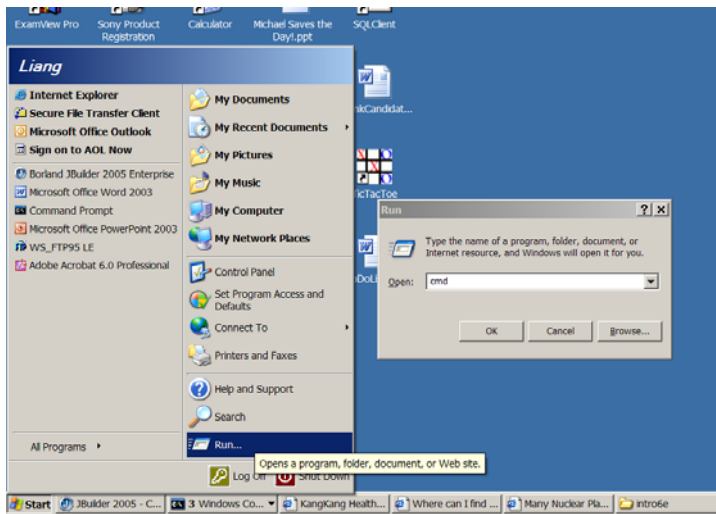 ExamView Pro
Sony Product
Registration
Calculator
Michael Saves the
Day!.ppt
SQLClient
Liang
Internet Explorer
Secure File Transfer Client
Microsoft Office Outlook
Sign on to AOL Now
Borland JBuilder 2005 Enterprise
Microsoft Office Word 2003
Command Prompt
Microsoft Office PowerPoint 2003
WS_FTP95 LE
Adobe Acrobat 6.0 Professional
All Programs
My Documents
My Recent Documents
My Pictures
My Music
My Computer
My Network Places
Control Panel
Set Program Access and
Defaults
Connect To
Printers and Faxes
Help and Support
Search
Run...
Opens a program, folder, document, or Web site.
Log Off
Shut Down
nkCandidat...
icTacToe
Run
Type the name of a program, folder, document, or
Internet resource, and Windows will open it for you.
Open:
cmd
OK
Cancel
Browse...
Start
JBuilder 2005 - C...
3 Windows Co...
KangKang Health...
Where can I find ...
Many Nuclear Pla...
intro6e